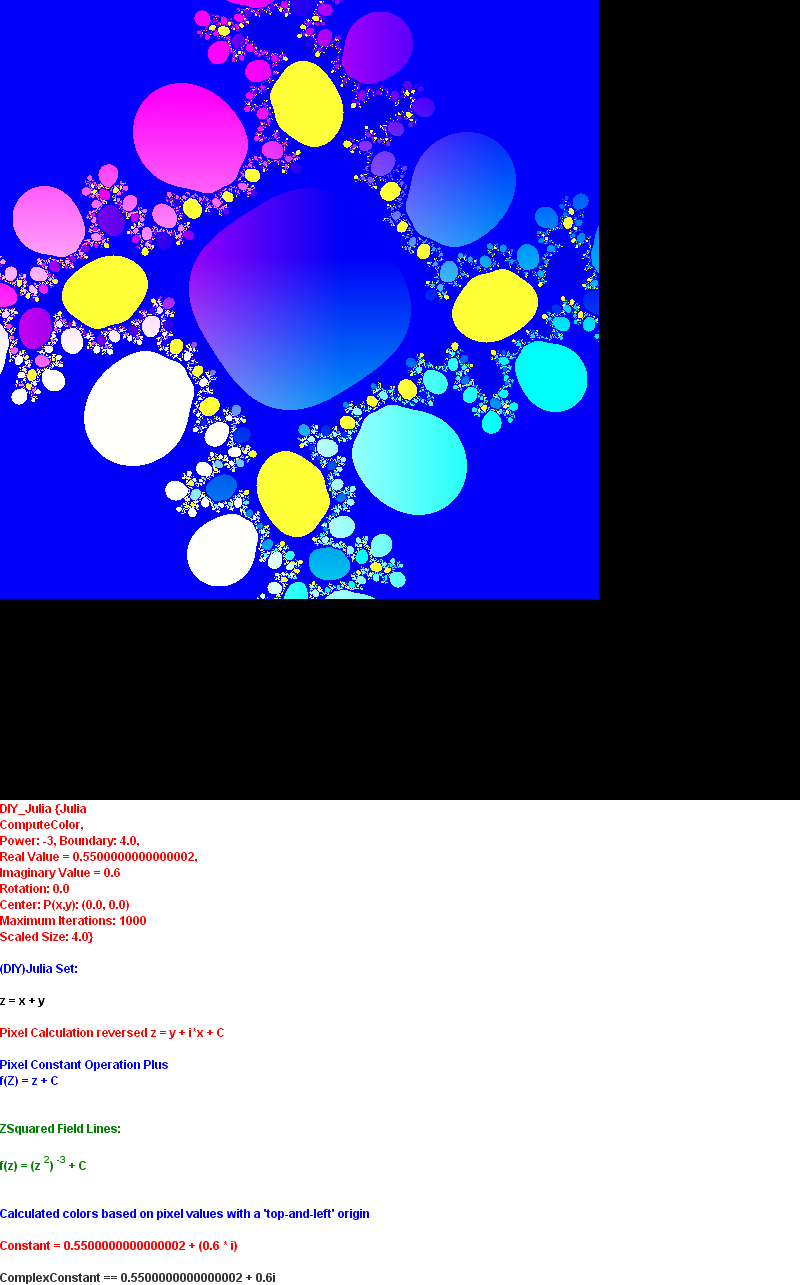 DIY_Julia {Julia
ComputeColor,
Power: -3, Boundary: 4.0,
Real Value = 0.5500000000000002,
Imaginary Value = 0.6
Rotation: 0.0
Center: P(x,y): (0.0, 0.0)
Maximum Iterations: 1000
Scaled Size: 4.0}
(DIY)Julia Set:
z = x + y
Pixel Calculation reversed z = y + i*x + C
Pixel Constant Operation Plus
f(Z) = z + C
ZSquared Field Lines:
f(z) = (z ²) ⁻³ + C
Calculated colors based on pixel values with a 'top-and-left' origin
Constant = 0.5500000000000002 + (0.6 * i)
ComplexConstant == 0.5500000000000002 + 0.6i